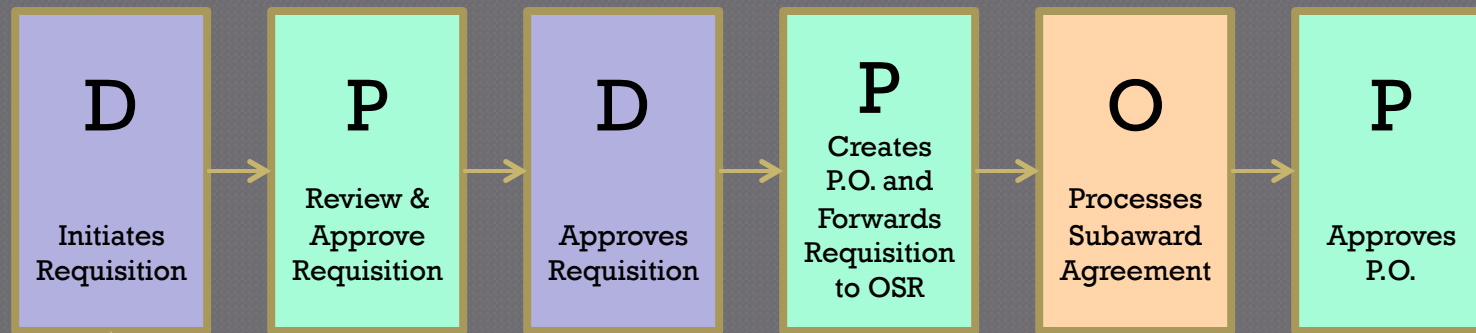 D
Initiates
Requisition
P
Review &
Approve
Requisition
D
Approves
Requisition
P
Creates
P.O. and
Forwards
Requisition
to OSR
O
Processes
Subaward
Agreement
P
Approves
P.O.